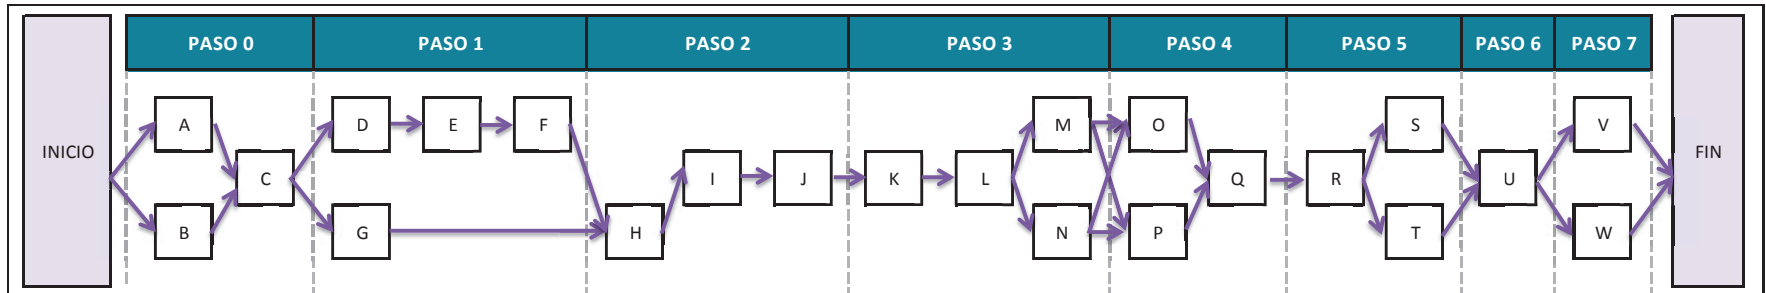 PASO 0 PASO 1 PASO 2 PASO 3 PASO 4 PASO 5 PASO 6 PASO 7
A D E F M O S V
INICIO C I J K L Q R U FIN
B G H N P T W